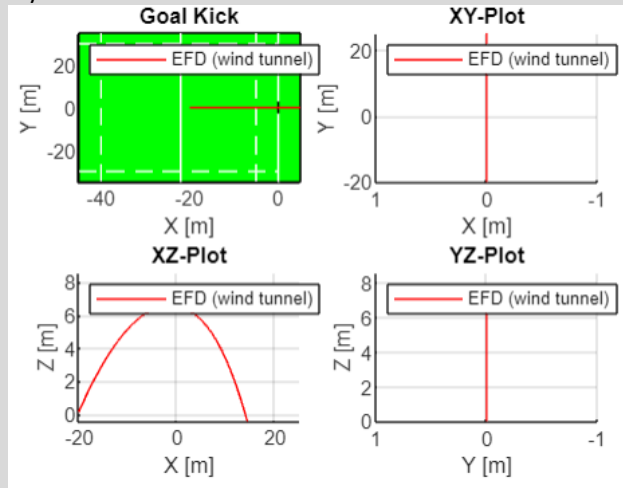 Goal Kick
EFD (wind tunnel)
20
0
-20
Y [m]
-40
-20
0
X [m]
XY-Plot
EFD (wind tunnel)
20
0
-20
Y [m]
1
0
-1
X [m]
XZ-Plot
EFD (wind tunnel)
8
6
4
2
0
Z [m]
-20
0
20
X [m]
YZ-Plot
EFD (wind tunnel)
8
6
4
2
0
Z [m]
1
0
-1
Y [m]